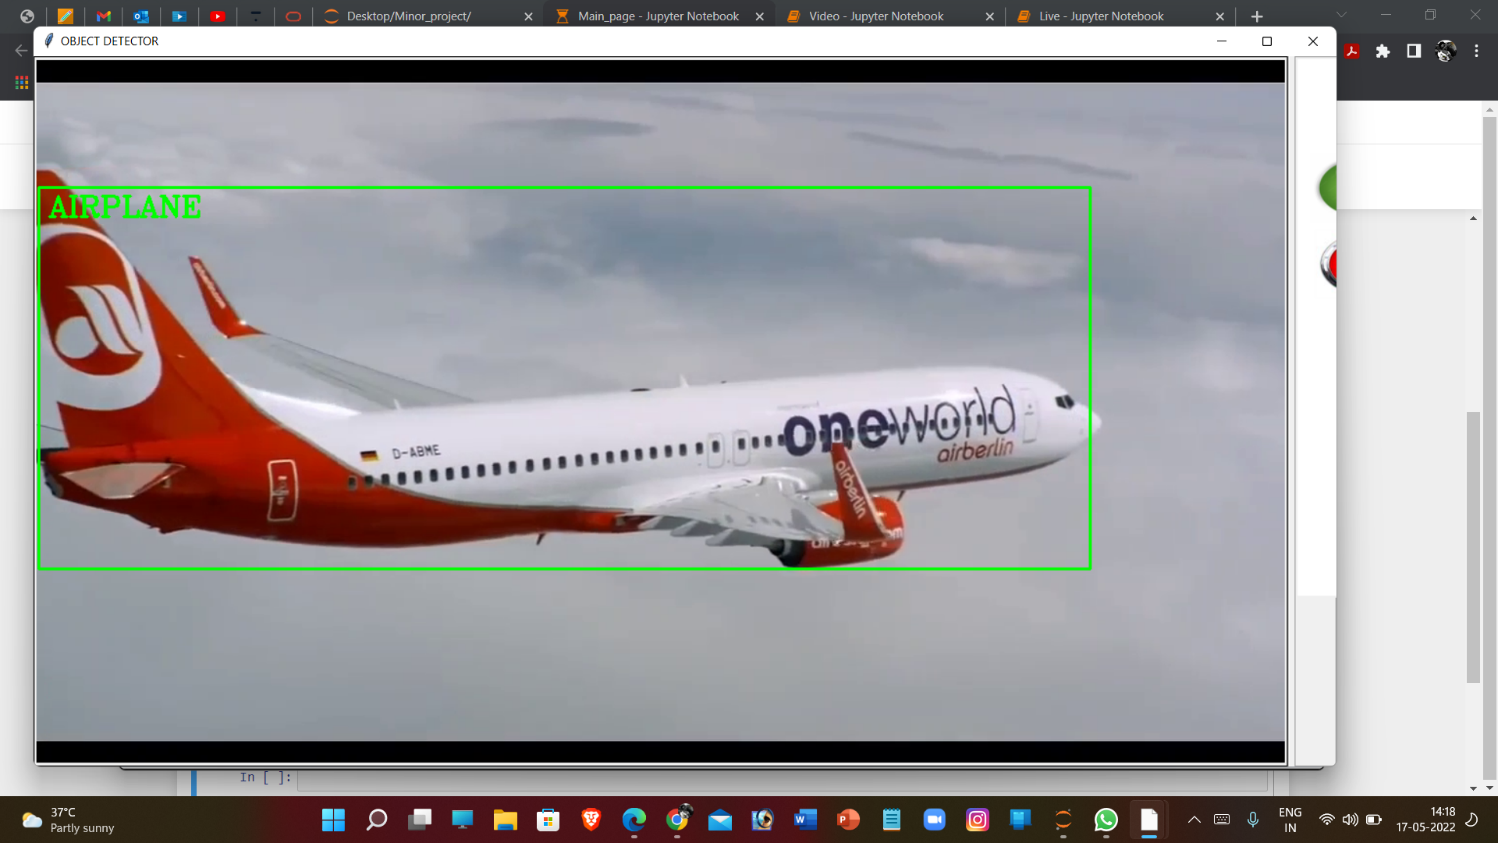 Desktop/Minor_project/
Main_page - Jupyter Notebook
Video - Jupyter Notebook
Live - Jupyter Notebook
OBJECT DETECTOR
AIRPLANE
oneworld
airberlin
D-ABME
airberlin
In [ ]:
37°C
Partly sunny
ENG
IN
14:18
17-05-2022